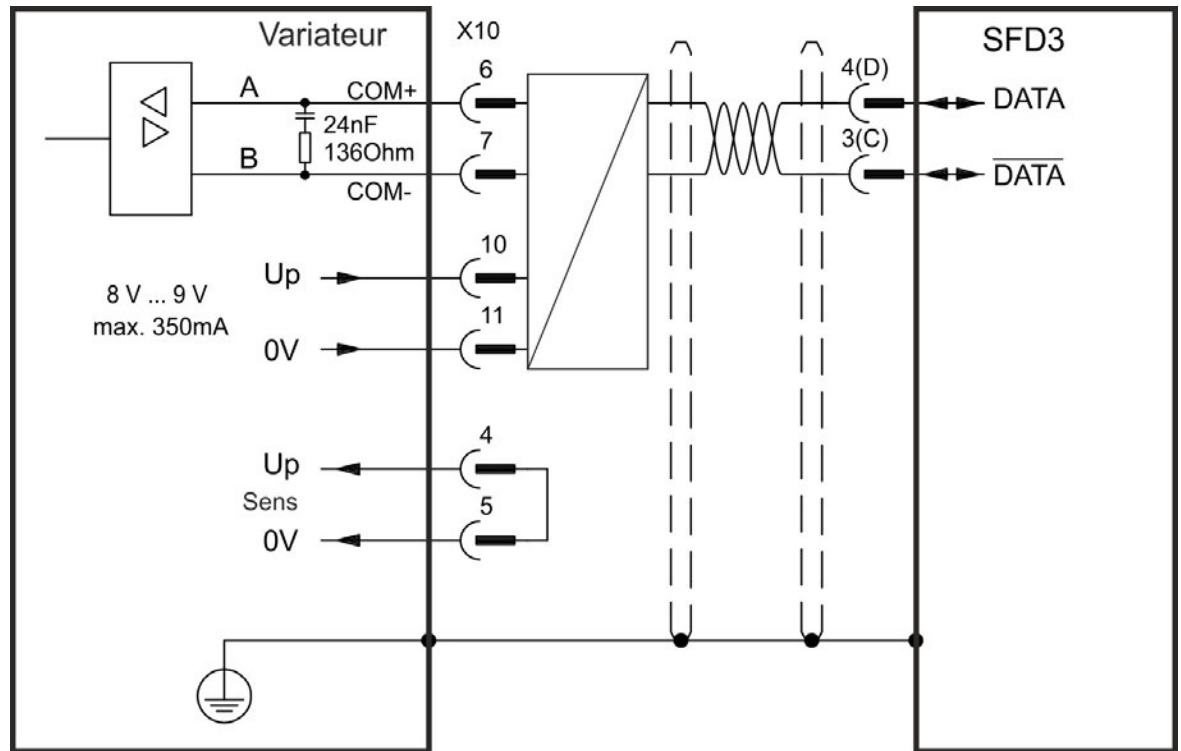 Variateur
X10
SFD3
A
COM+
6
4(D)
DATA
24nF
136Ohm
7
3(C)
B
COM-
DATA
10
Up
8 V ... 9 V
max. 350mA
11
0V
4
Up
Sens
5
0V